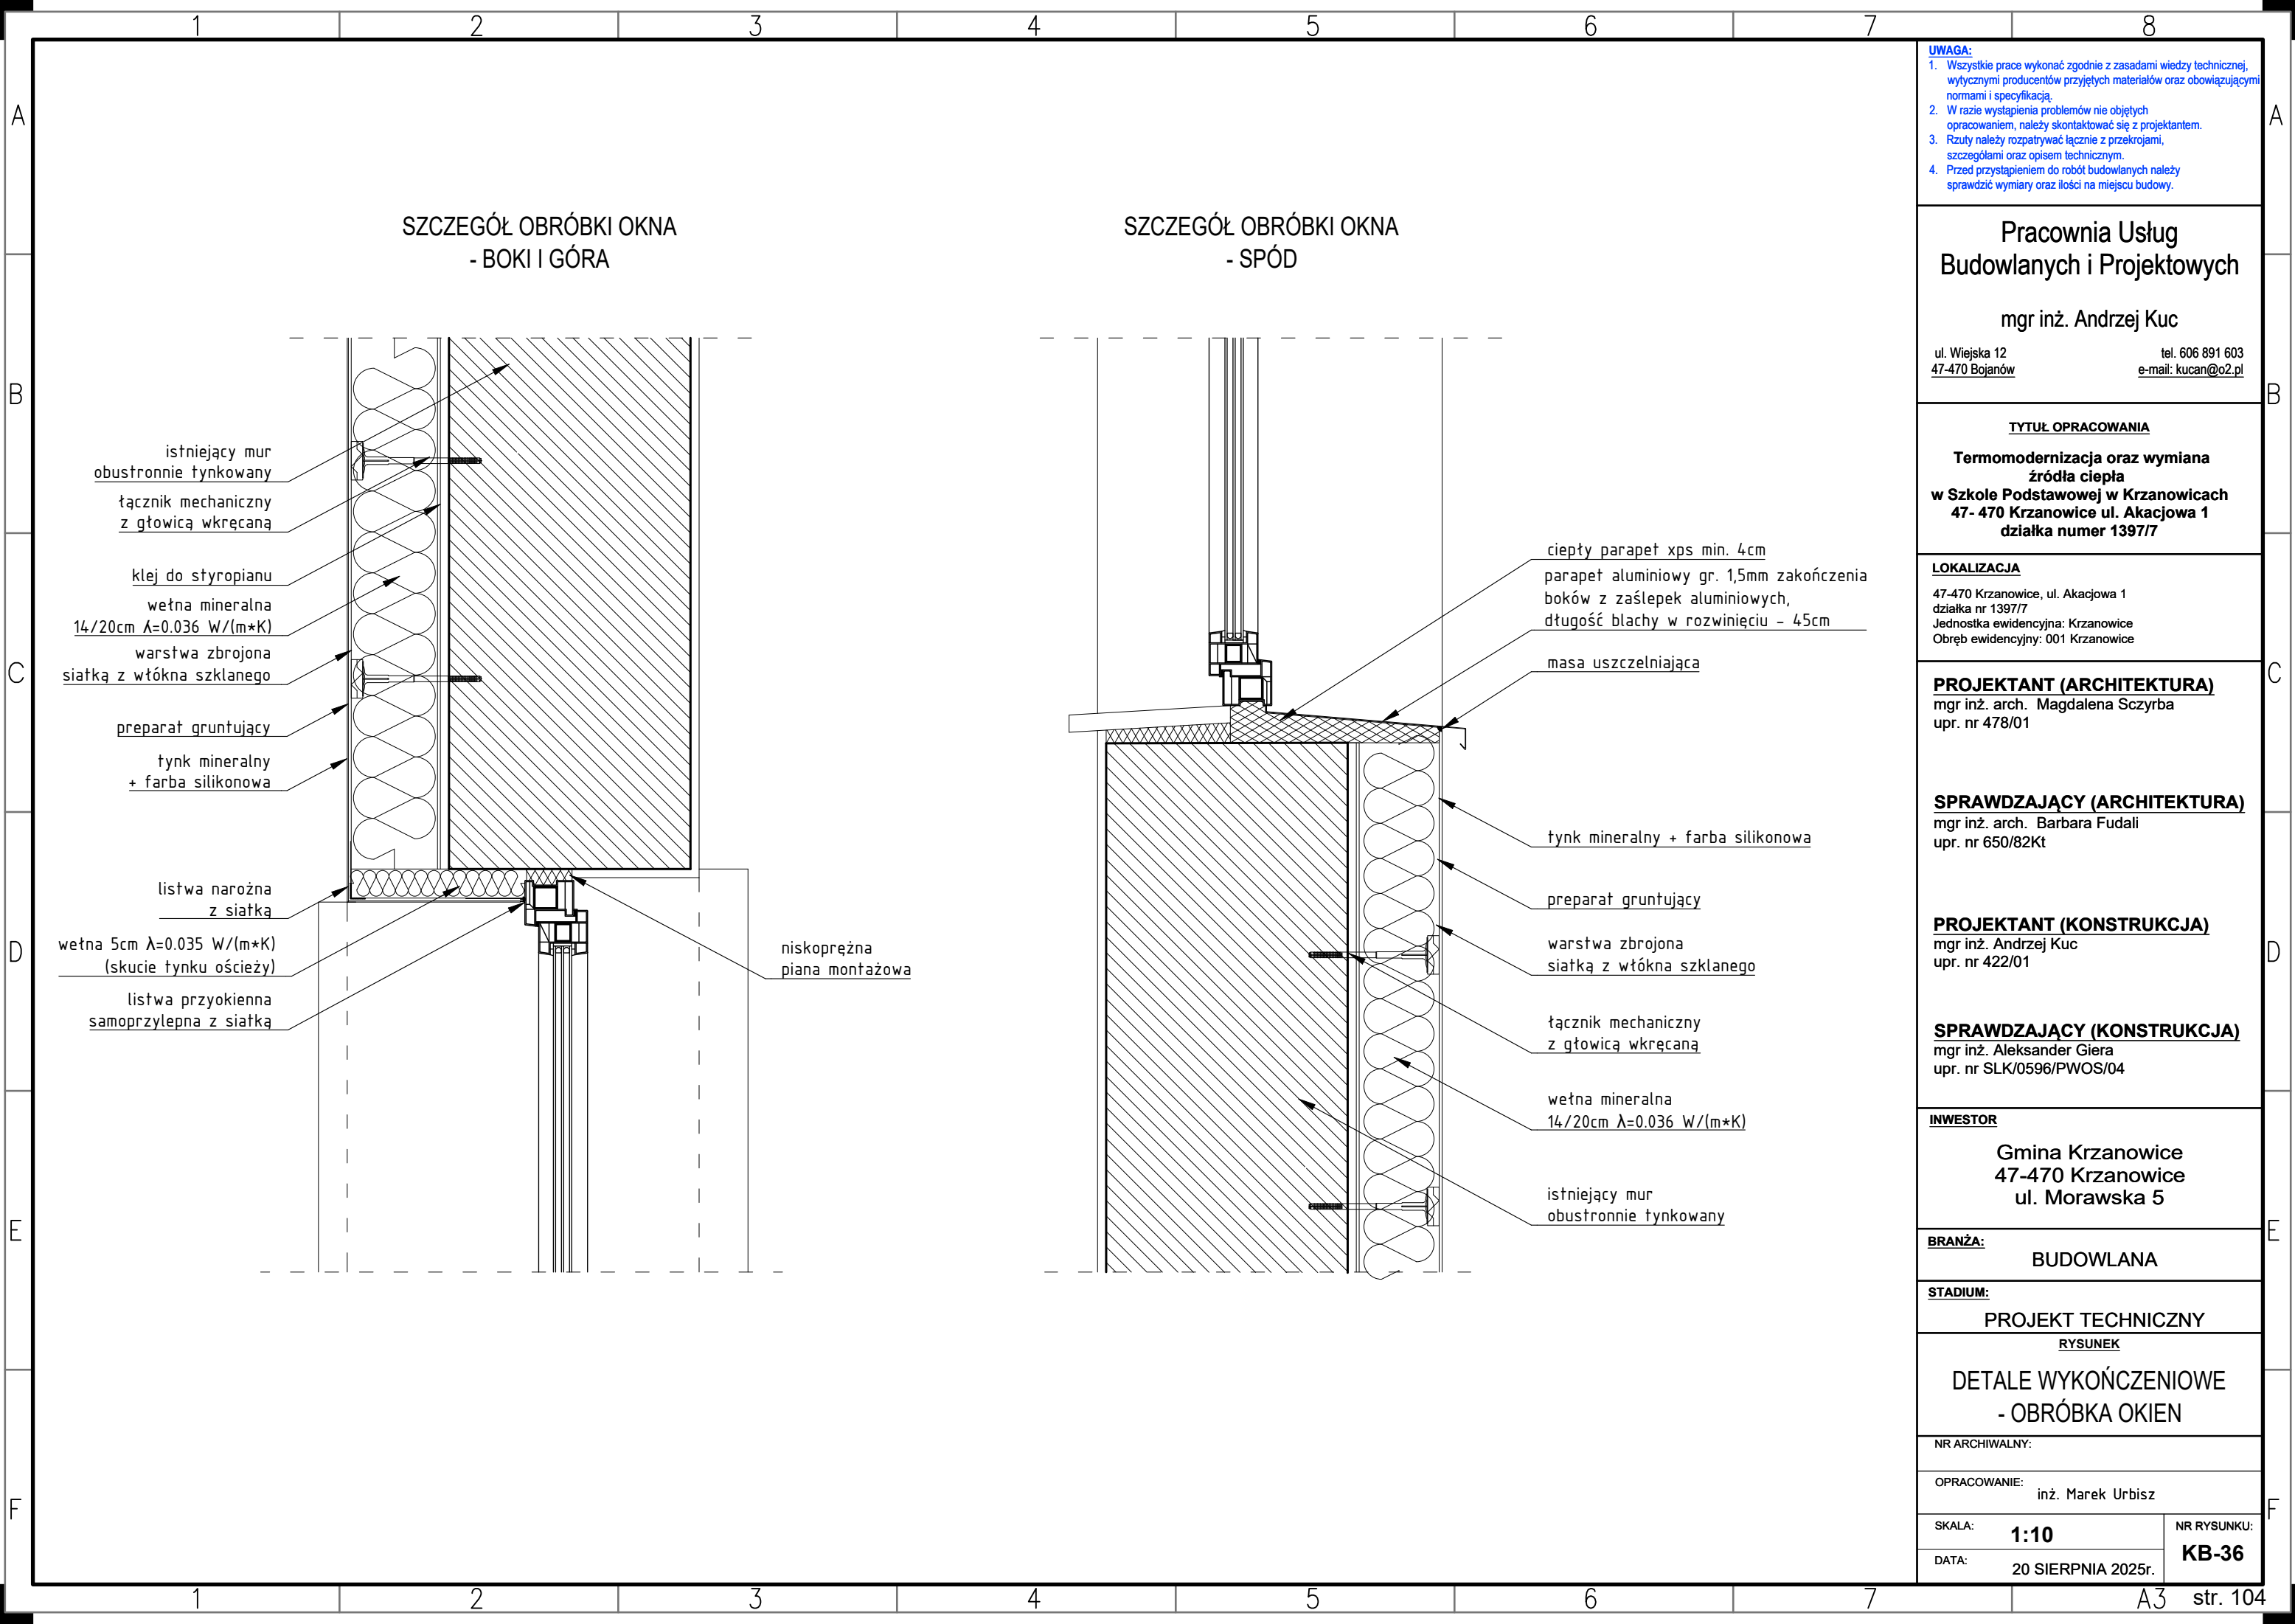 1 2 3 4 5 6 7 8
A
B
C
D
E
F
SZCZEGÓŁ OBRÓBKI OKNA
- BOKI I GÓRA
istniejący mur
obustronnie tynkowany
łącznik mechaniczny
z głowicą wkręcaną
klej do styropianu
wełna mineralna
14/20cm λ=0.036 W/(m*K)
warstwa zbrojona
siatką z włókna szklanego
preparat gruntujący
tynk mineralny
+ farba silikonowa
listwa narożna
z siatką
wełna 5cm λ=0.035 W/(m*K)
(skucie tynku ościeży)
listwa przyokienna
samoprzylepna z siatką
niskoprężna
piana montażowa
SZCZEGÓŁ OBRÓBKI OKNA
- SPÓD
ciepły parapet xps min. 4cm
parapet aluminiowy gr. 1,5mm zakończenia
boków z zaślepek aluminiowych,
długość blachy w rozwinięciu - 45cm
masa uszczelniająca
tynk mineralny + farba silikonowa
preparat gruntujący
warstwa zbrojona
siatką z włókna szklanego
łącznik mechaniczny
z głowicą wkręcaną
wełna mineralna
14/20cm λ=0.036 W/(m*K)
istniejący mur
obustronnie tynkowany
UWAGA:
1. Wszystkie prace wykonać zgodnie z zasadami wiedzy technicznej,
wytycznymi producentów przyjętych materiałów oraz obowiązującymi
normami i specyfikacją.
2. W razie wystąpienia problemów nie objętych
opracowaniem, należy skontaktować się z projektantem.
3. Rzuty należy rozpatrywać łącznie z przekrojami,
szczegółami oraz opisem technicznym.
4. Przed przystąpieniem do robót budowlanych należy
sprawdzić wymiary oraz ilości na miejscu budowy.
Pracownia Usług
Budowlanych i Projektowych
mgr inż. Andrzej Kuc
ul. Wiejska 12 tel. 606 891 603
47-470 Bojanów e-mail: kucan@o2.pl
TYTUŁ OPRACOWANIA
Termomodernizacja oraz wymiana
źródła ciepła
w Szkole Podstawowej w Krzanowicach
47- 470 Krzanowice ul. Akacjowa 1
działka numer 1397/7
LOKALIZACJA
47-470 Krzanowice, ul. Akacjowa 1
działka nr 1397/7
Jednostka ewidencyjna: Krzanowice
Obręb ewidencyjny: 001 Krzanowice
PROJEKTANT (ARCHITEKTURA)
mgr inż. arch. Magdalena Sczyrba
upr. nr 478/01
SPRAWDZAJĄCY (ARCHITEKTURA)
mgr inż. arch. Barbara Fudali
upr. nr 650/82Kt
PROJEKTANT (KONSTRUKCJA)
mgr inż. Andrzej Kuc
upr. nr 422/01
SPRAWDZAJĄCY (KONSTRUKCJA)
mgr inż. Aleksander Giera
upr. nr SLK/0596/PWOS/04
INWESTOR
Gmina Krzanowice
47-470 Krzanowice
ul. Morawska 5
BRANŻA:
BUDOWLANA
STADIUM:
PROJEKT TECHNICZNY
RYSUNEK
DETALE WYKOŃCZENIOWE
- OBRÓBKA OKIEN
NR ARCHIWALNY:
OPRACOWANIE:
inż. Marek Urbisz
SKALA: 1:10
NR RYSUNKU:
KB-36
DATA: 20 SIERPNIA 2025r.
A
B
C
D
E
F
1 2 3 4 5 6 7 A3 str. 104